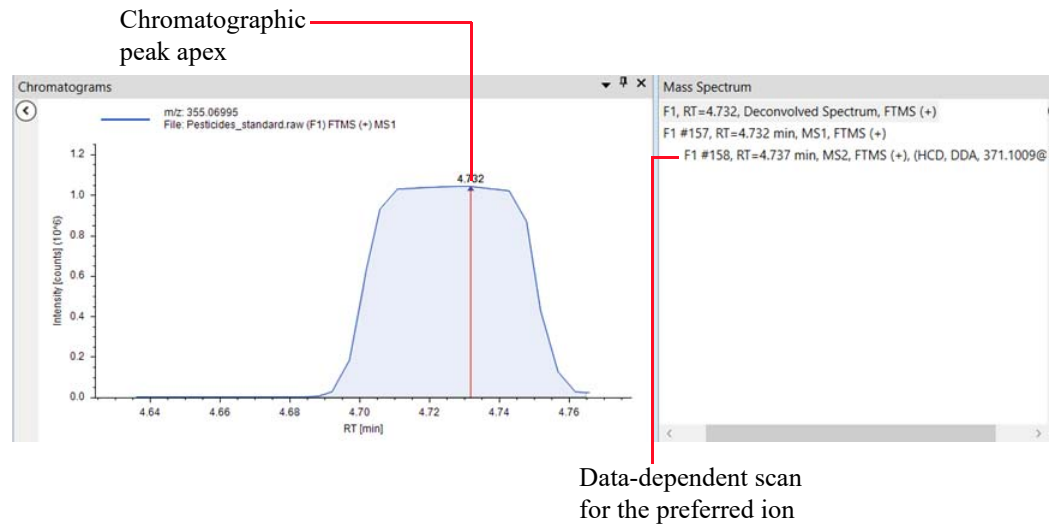 Chromatographic
peak apex
Chromatograms
m/z: 355.06995
File: Pesticides_standard.raw (F1) FTMS (+) MS1
1.2
1.0
0.8
0.6
0.4
0.2
0.0
Intensity [counts] (10^6)
4.732
4.64 4.66 4.68 4.70 4.72 4.74 4.76
RT [min]
Mass Spectrum
F1, RT=4.732, Deconvolved Spectrum, FTMS (+)
F1 #157, RT=4.732 min, MS1, FTMS (+)
F1 #158, RT=4.737 min, MS2, FTMS (+), (HCD, DDA, 371.1009@
Data-dependent scan
for the preferred ion